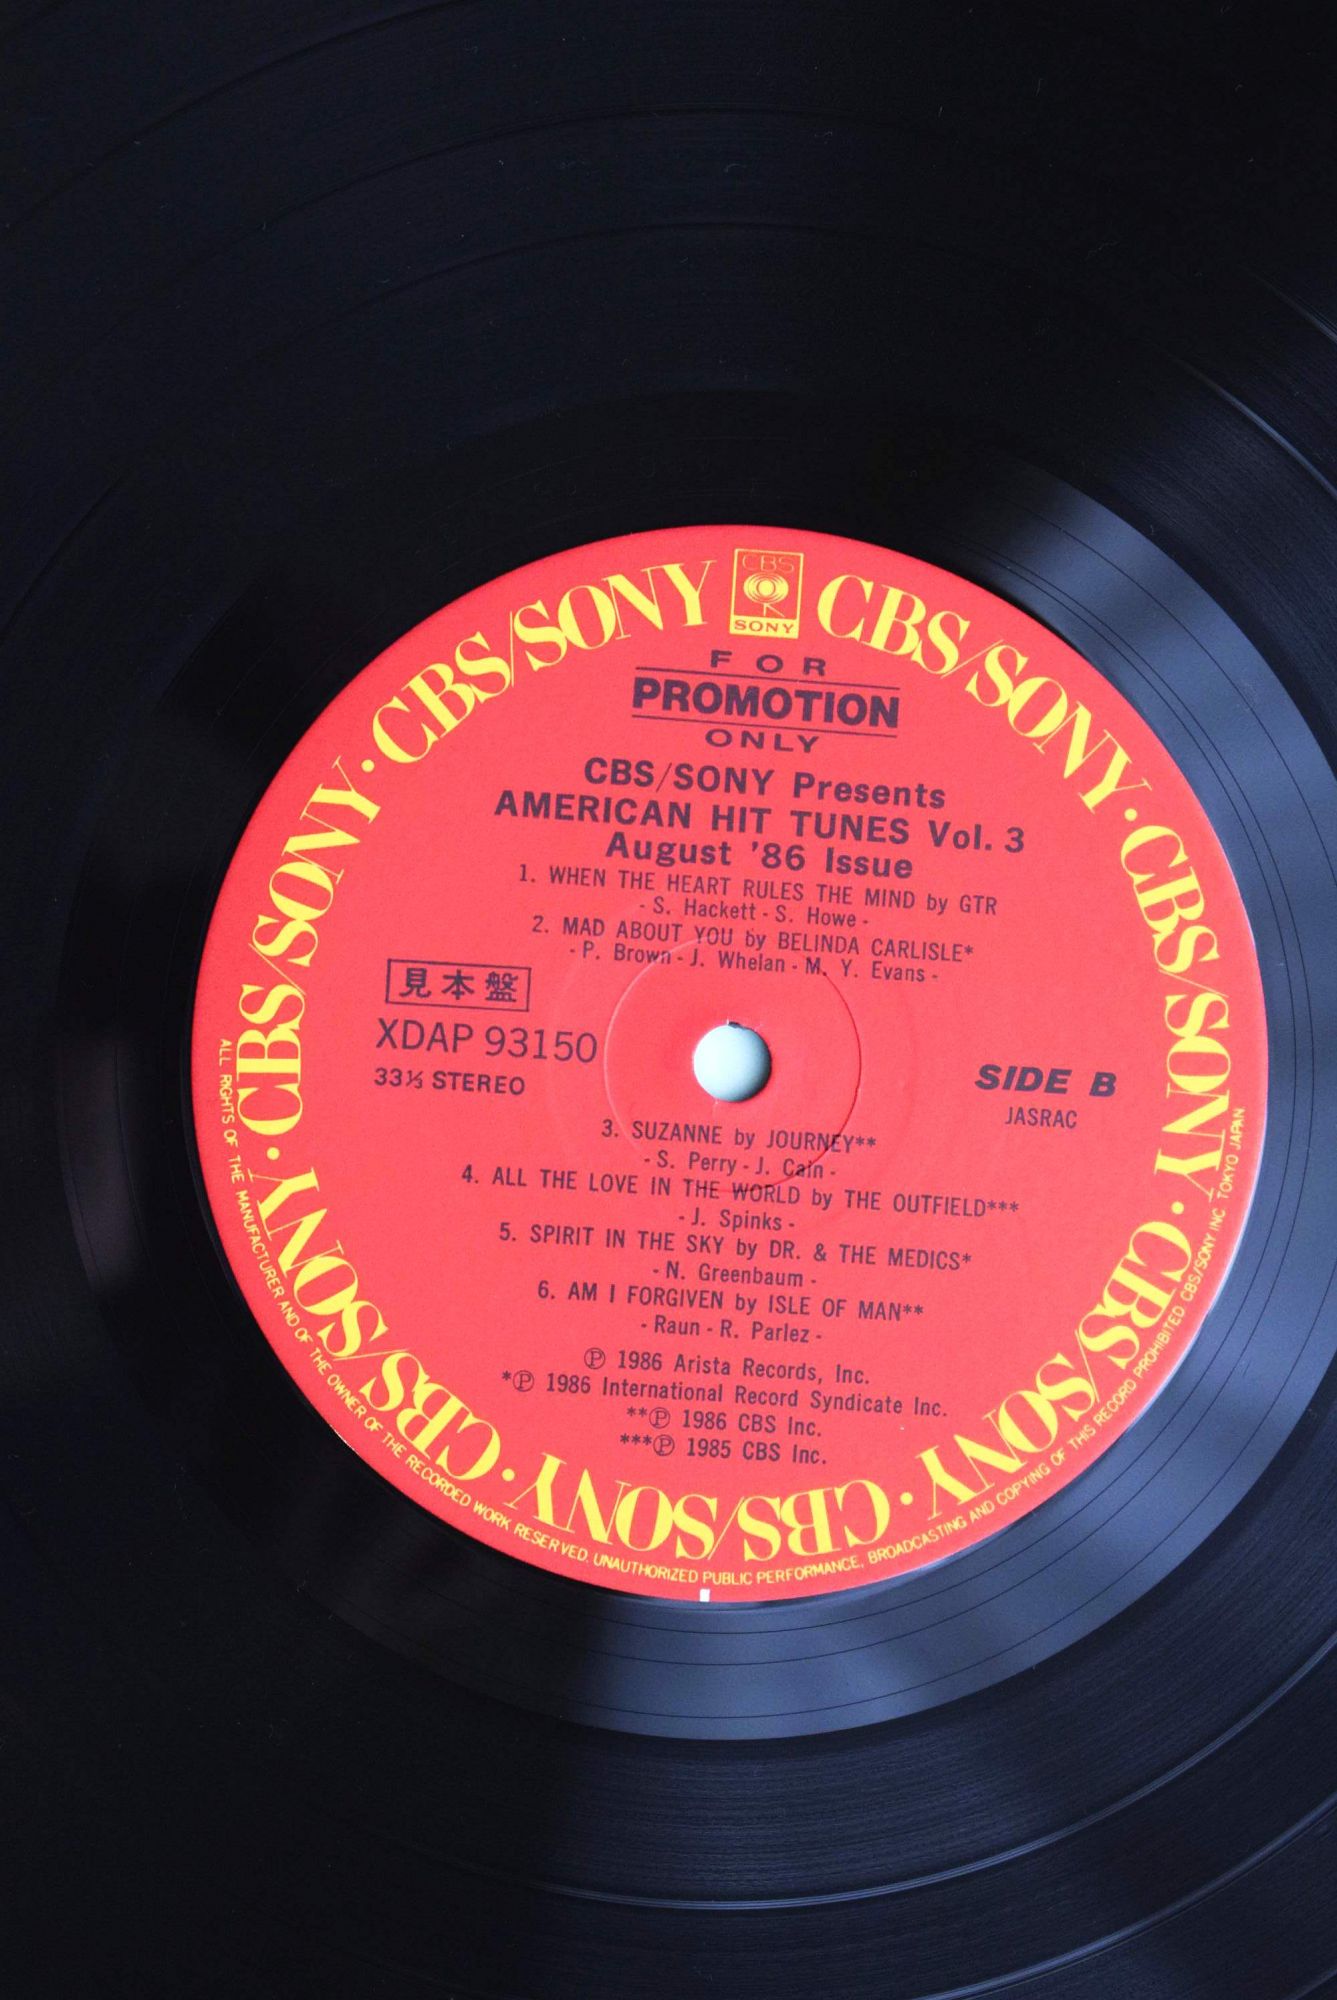 CBS/SONY · CBS/SONY · CBS/SONY · CBS/SONY · CBS/SONY · CBS/SONY · CBS/SONY · CBS/SONY
CBS
SONY
FOR
PROMOTION
ONLY
CBS/SONY Presents
AMERICAN HIT TUNES Vol. 3
August '86 Issue
1. WHEN THE HEART RULES THE MIND by GTR
- S. Hackett - S. Howe -
2. MAD ABOUT YOU by BELINDA CARLISLE*
- P. Brown - J. Whelan - M. Y. Evans -
見本盤
XDAP 93150
33⅓ STEREO
SIDE B
JASRAC
3. SUZANNE by JOURNEY**
- S. Perry - J. Cain -
4. ALL THE LOVE IN THE WORLD by THE OUTFIELD***
- J. Spinks -
5. SPIRIT IN THE SKY by DR. & THE MEDICS*
- N. Greenbaum -
6. AM I FORGIVEN by ISLE OF MAN**
- Raun - R. Parlez -
℗ 1986 Arista Records, Inc.
*℗ 1986 International Record Syndicate Inc.
**℗ 1986 CBS Inc.
***℗ 1985 CBS Inc.
ALL RIGHTS OF THE MANUFACTURER AND OF THE OWNER OF THE RECORDED WORK RESERVED. UNAUTHORIZED PUBLIC PERFORMANCE, BROADCASTING AND COPYING OF THIS RECORD PROHIBITED CBS/SONY INC TOKYO JAPAN